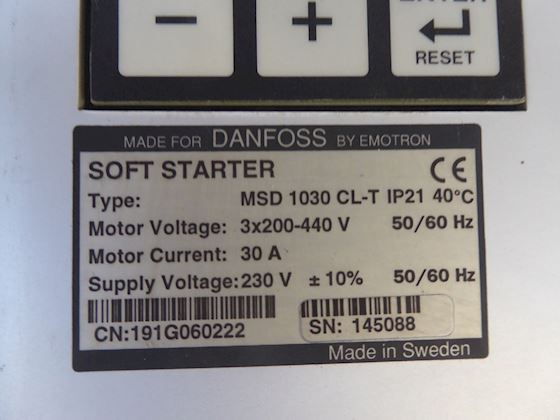 − + ENTER
RESET
MADE FOR DANFOSS BY EMOTRON
SOFT STARTER CE
Type: MSD 1030 CL-T IP21 40°C
Motor Voltage: 3x200-440 V 50/60 Hz
Motor Current: 30 A
Supply Voltage: 230 V ± 10% 50/60 Hz
CN:191G060222 SN: 145088
Made in Sweden